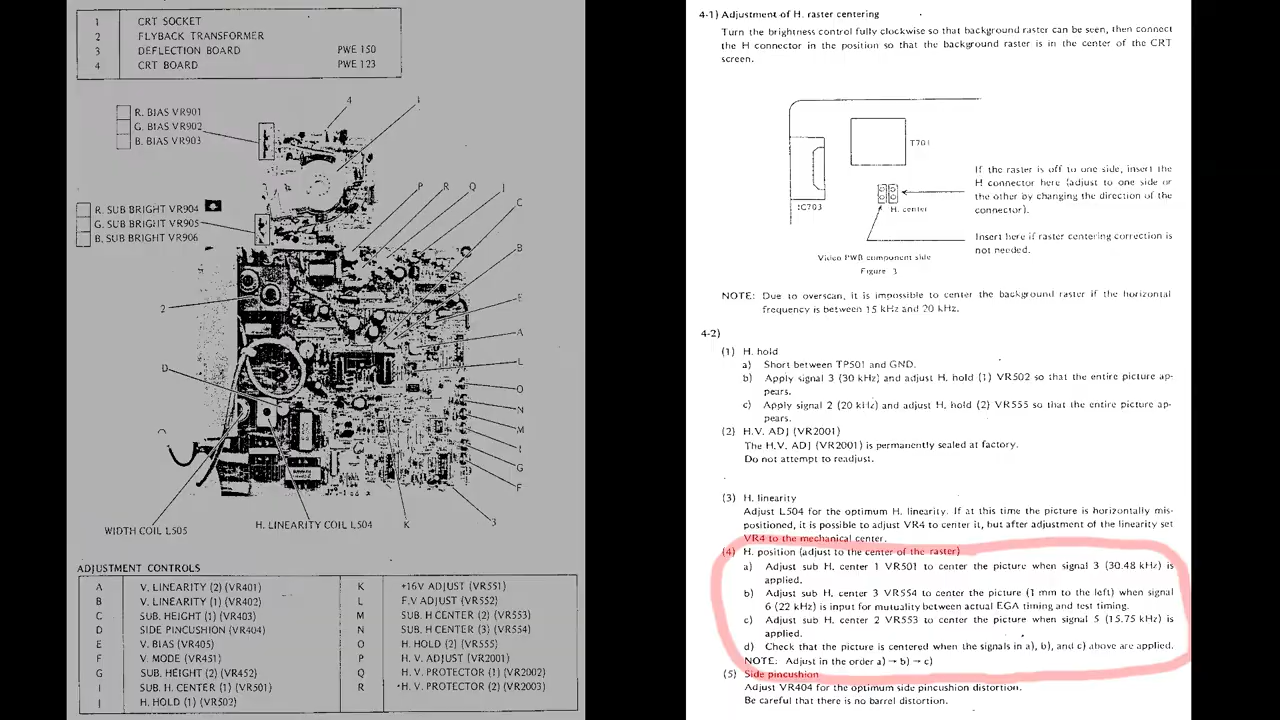 1 CRT SOCKET
2 FLYBACK TRANSFORMER
3 DEFLECTION BOARD PWE 150
4 CRT BOARD PWE 123
R. BIAS VR901
G. BIAS VR902
B. BIAS VR903
4
1
P R Q I
C
R. SUB BRIGHT VR904
G. SUB BRIGHT VR905
B. SUB BRIGHT VR906
B
2
E
A
L
D
O
N
M
I
G
F
WIDTH COIL L505
H. LINEARITY COIL L504
K
3
ADJUSTMENT CONTROLS
A V. LINEARITY (2) (VR401) K +16V ADJUST (VR551)
B V. LINEARITY (1) (VR402) L F.V ADJUST (VR552)
C SUB. HEIGHT (1) (VR403) M SUB. H CENTER (2) (VR553)
D SIDE PINCUSHION (VR404) N SUB. H CENTER (3) (VR554)
E V. BIAS (VR405) O H. HOLD (2) (VR555)
F V. MODE (VR451) P H. V. ADJUST (VR2001)
G SUB. HEIGHT (2) (VR452) Q H. V. PROTECTOR (1) (VR2002)
I SUB. H. CENTER (1) (VR501) R H. V. PROTECTOR (2) (VR2003)
I H. HOLD (1) (VR502)
4-1) Adjustment of H. raster centering
Turn the brightness control fully clockwise so that background raster can be seen, then connect
the H connector in the position so that the background raster is in the center of the CRT
screen.
T701
If the raster is off to one side, insert the
H connector here (adjust to one side or
the other by changing the direction of the
connector).
IC703
H. center
Insert here if raster centering correction is
not needed.
Video PWB component side
Figure 3
NOTE: Due to overscan, it is impossible to center the background raster if the horizontal
frequency is between 15 kHz and 20 kHz.
4-2)
(1) H. hold
a) Short between TP501 and GND.
b) Apply signal 3 (30 kHz) and adjust H. hold (1) VR502 so that the entire picture ap-
pears.
c) Apply signal 2 (20 kHz) and adjust H. hold (2) VR555 so that the entire picture ap-
pears.
(2) H.V. ADJ (VR2001)
The H.V. ADJ (VR2001) is permanently sealed at factory.
Do not attempt to readjust.
(3) H. linearity
Adjust L504 for the optimum H. linearity. If at this time the picture is horizontally mis-
positioned, it is possible to adjust VR4 to center it, but after adjustment of the linearity set
VR4 to the mechanical center.
(4) H. position (adjust to the center of the raster)
a) Adjust sub H. center 1 VR501 to center the picture when signal 3 (30.48 kHz) is
applied.
b) Adjust sub H. center 3 VR554 to center the picture (1 mm to the left) when signal
6 (22 kHz) is input for mutuality between actual EGA timing and test timing.
c) Adjust sub H. center 2 VR553 to center the picture when signal 5 (15.75 kHz) is
applied.
d) Check that the picture is centered when the signals in a), b), and c) above are applied.
NOTE: Adjust in the order a) → b) → c)
(5) Side pincushion
Adjust VR404 for the optimum side pincushion distortion.
Be careful that there is no barrel distortion.